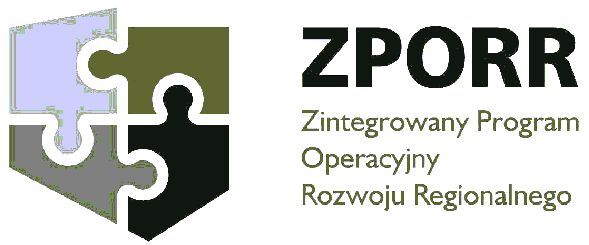 ZPORR
Zintegrowany Program
Operacyjny
Rozwoju Regionalnego